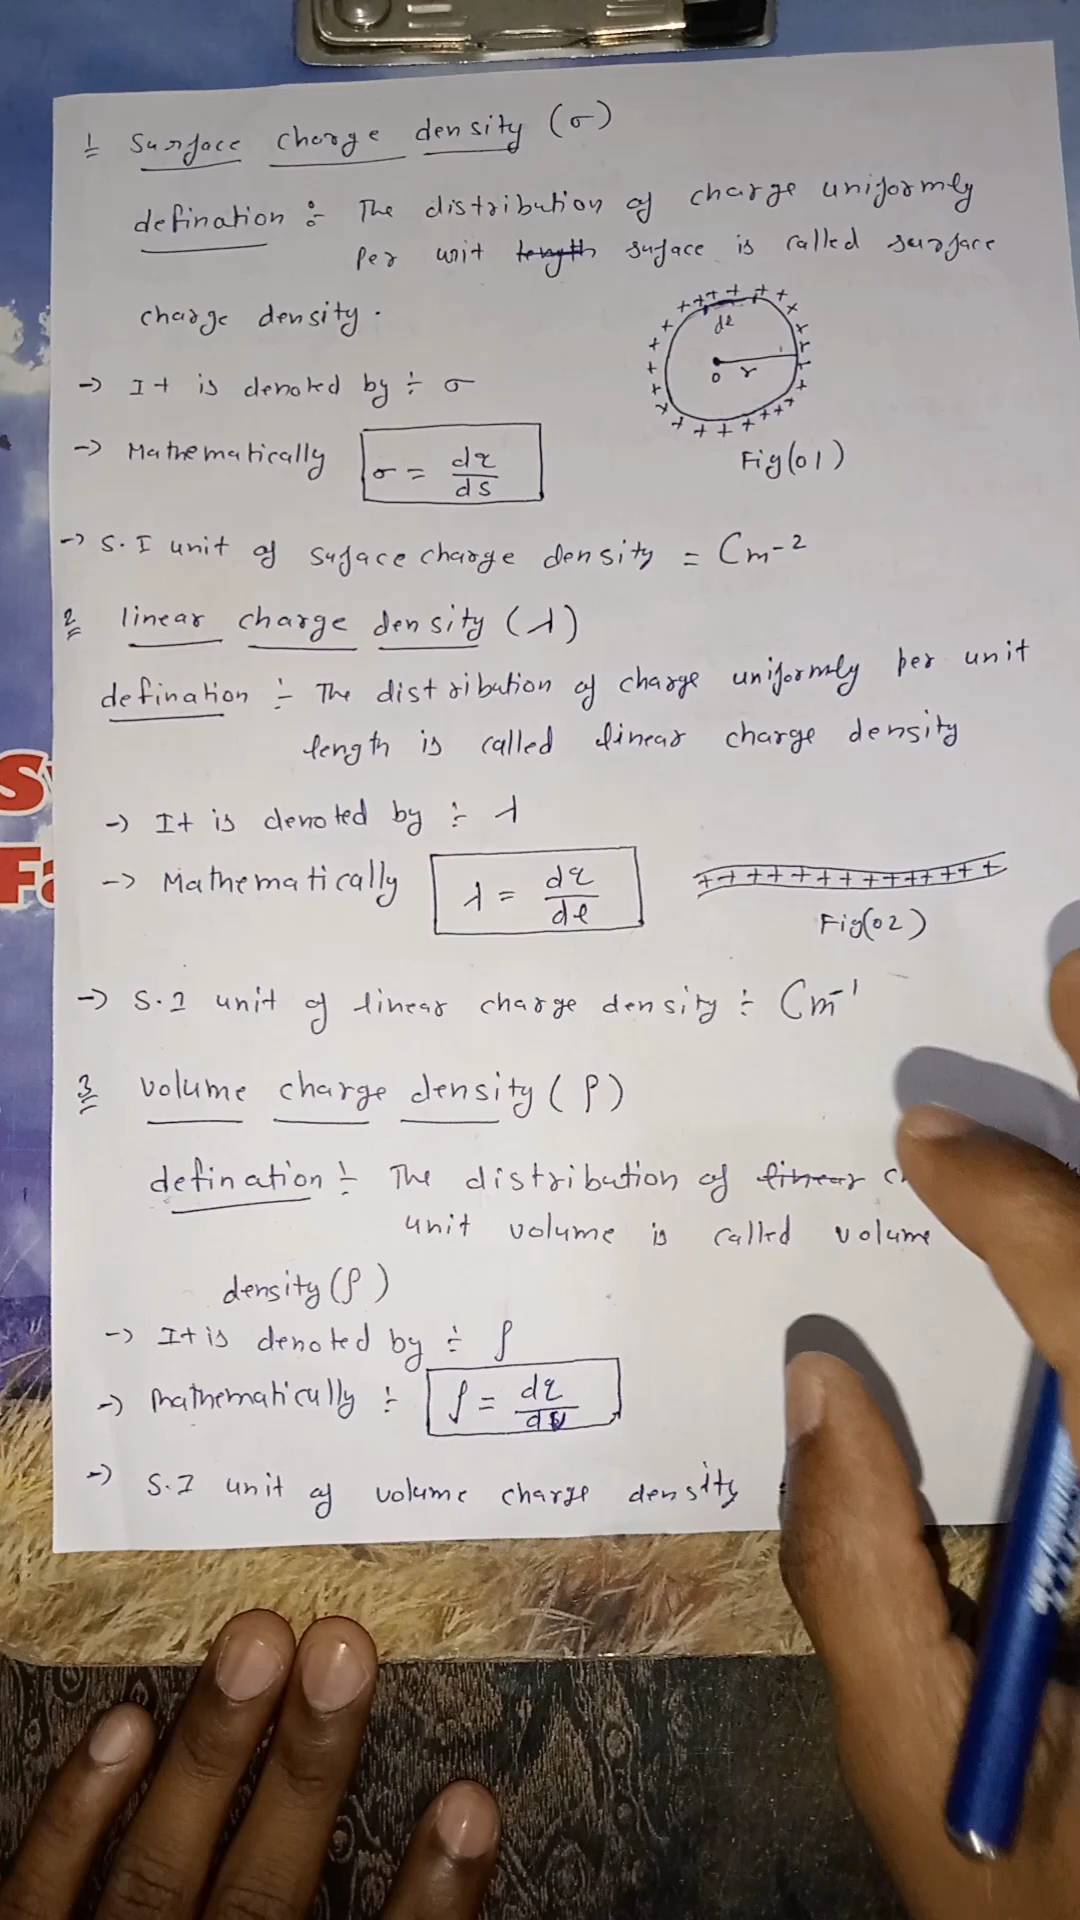 1 Surface charge density (σ)
defination ÷ The distribution of charge uniformly
Per unit length suface is called surface
charge density.
dl
o r
Fig(01)
-> It is denoted by ÷ σ
-> Mathematically σ = dq/ds
-> S.I unit of suface charge density = Cm-2
2 linear charge density (λ)
defination ÷ The distribution of charge uniformly per unit
length is called linear charge density
-> It is denoted by ÷ λ
-> Mathematically λ = dq/dl
Fig(02)
-> S.I unit of linear charge density ÷ Cm-1
3 volume charge density (ρ)
defination ÷ The distribution of linear
unit volume is called volume
density (ρ)
-> It is denoted by ÷ ρ
-> Mathematically ÷ ρ = dq/dv
-> S.I unit of volume charge density